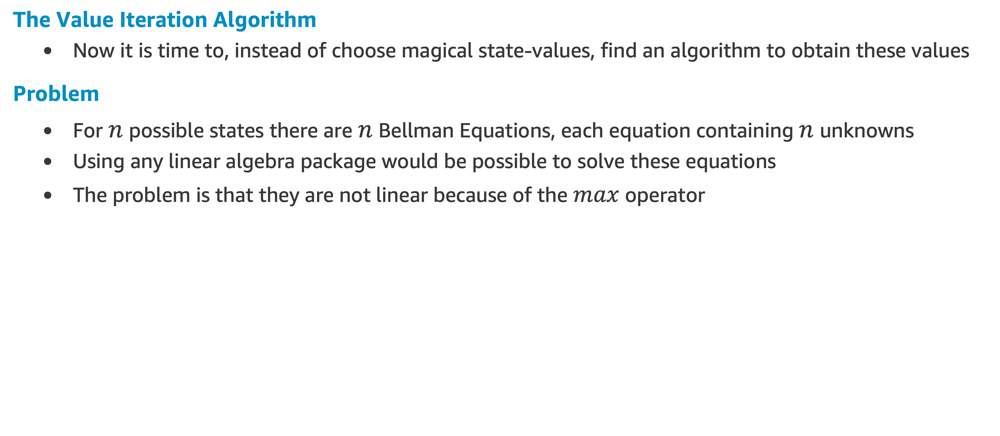 The Value Iteration Algorithm
• Now it is time to, instead of choose magical state-values, find an algorithm to obtain these values
Problem
• For n possible states there are n Bellman Equations, each equation containing n unknowns
• Using any linear algebra package would be possible to solve these equations
• The problem is that they are not linear because of the max operator